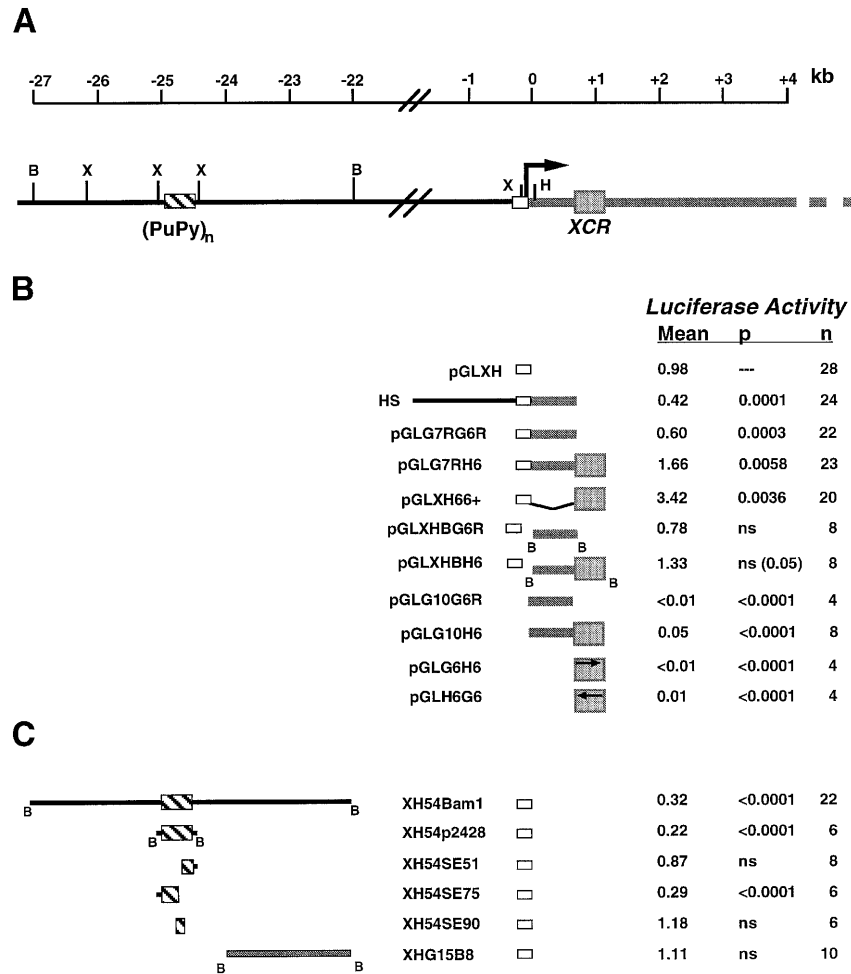 A
-27 -26 -25 -24 -23 -22 -1 0 +1 +2 +3 +4 kb
B X X X B X H
(PuPy)n XCR
B
Luciferase Activity
Mean p n
pGLXH 0.98 --- 28
HS 0.42 0.0001 24
pGLG7RG6R 0.60 0.0003 22
pGLG7RH6 1.66 0.0058 23
pGLXH66+ 3.42 0.0036 20
pGLXHBG6R 0.78 ns 8
B B
pGLXHBH6 1.33 ns (0.05) 8
B B
pGLG10G6R <0.01 <0.0001 4
pGLG10H6 0.05 <0.0001 8
pGLG6H6 <0.01 <0.0001 4
pGLH6G6 0.01 <0.0001 4
C
B B XH54Bam1 0.32 <0.0001 22
B B XH54p2428 0.22 <0.0001 6
XH54SE51 0.87 ns 8
XH54SE75 0.29 <0.0001 6
XH54SE90 1.18 ns 6
B B XHG15B8 1.11 ns 10